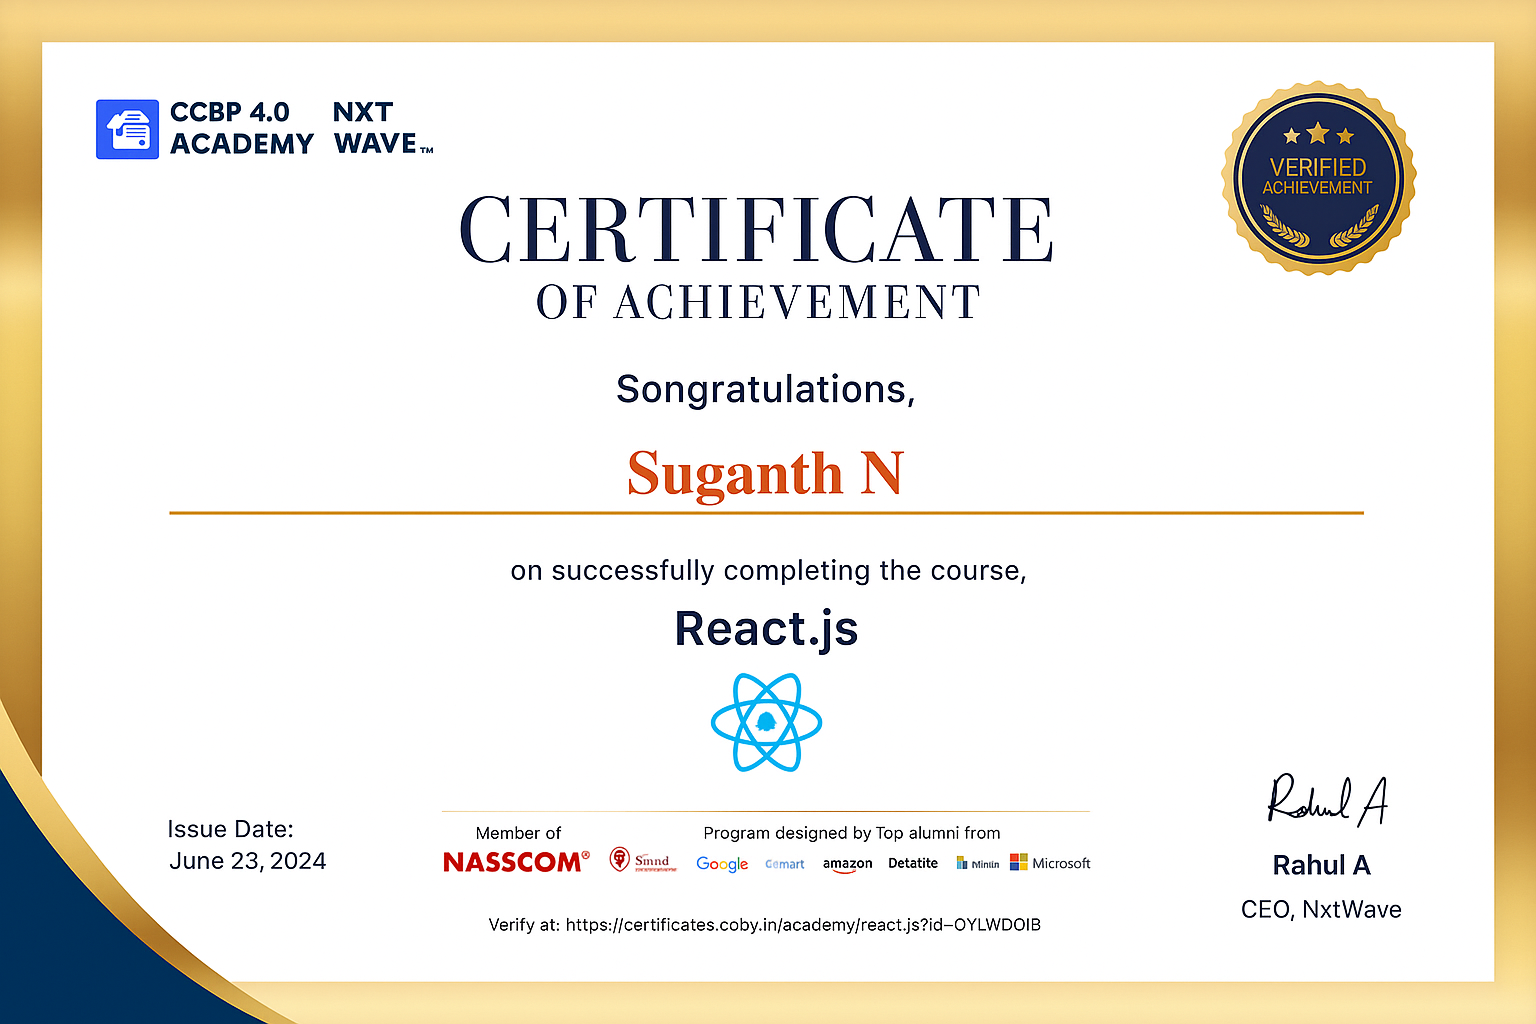 CCBP 4.0 ACADEMY
NXT WAVE™
VERIFIED
ACHIEVEMENT
CERTIFICATE
OF ACHIEVEMENT
Songratulations,
Suganth N
on successfully completing the course,
React.js
Issue Date:
June 23, 2024
Member of
NASSCOM®
Sinnd
Program designed by Top alumni from
Google Gemart amazon Detatite Mintin Microsoft
Verify at: https://certificates.coby.in/academy/react.js?id–OYLWDOIB
Rahul A
Rahul A
CEO, NxtWave